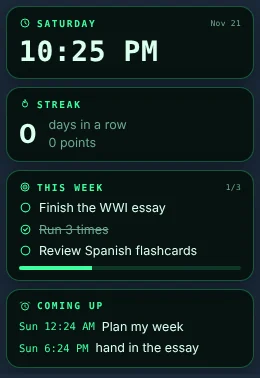 SATURDAY Nov 21
10:25 PM
STREAK
0 days in a row
0 points
THIS WEEK 1/3
Finish the WWI essay
Run 3 times
Review Spanish flashcards
COMING UP
Sun 12:24 AM Plan my week
Sun 6:24 PM hand in the essay